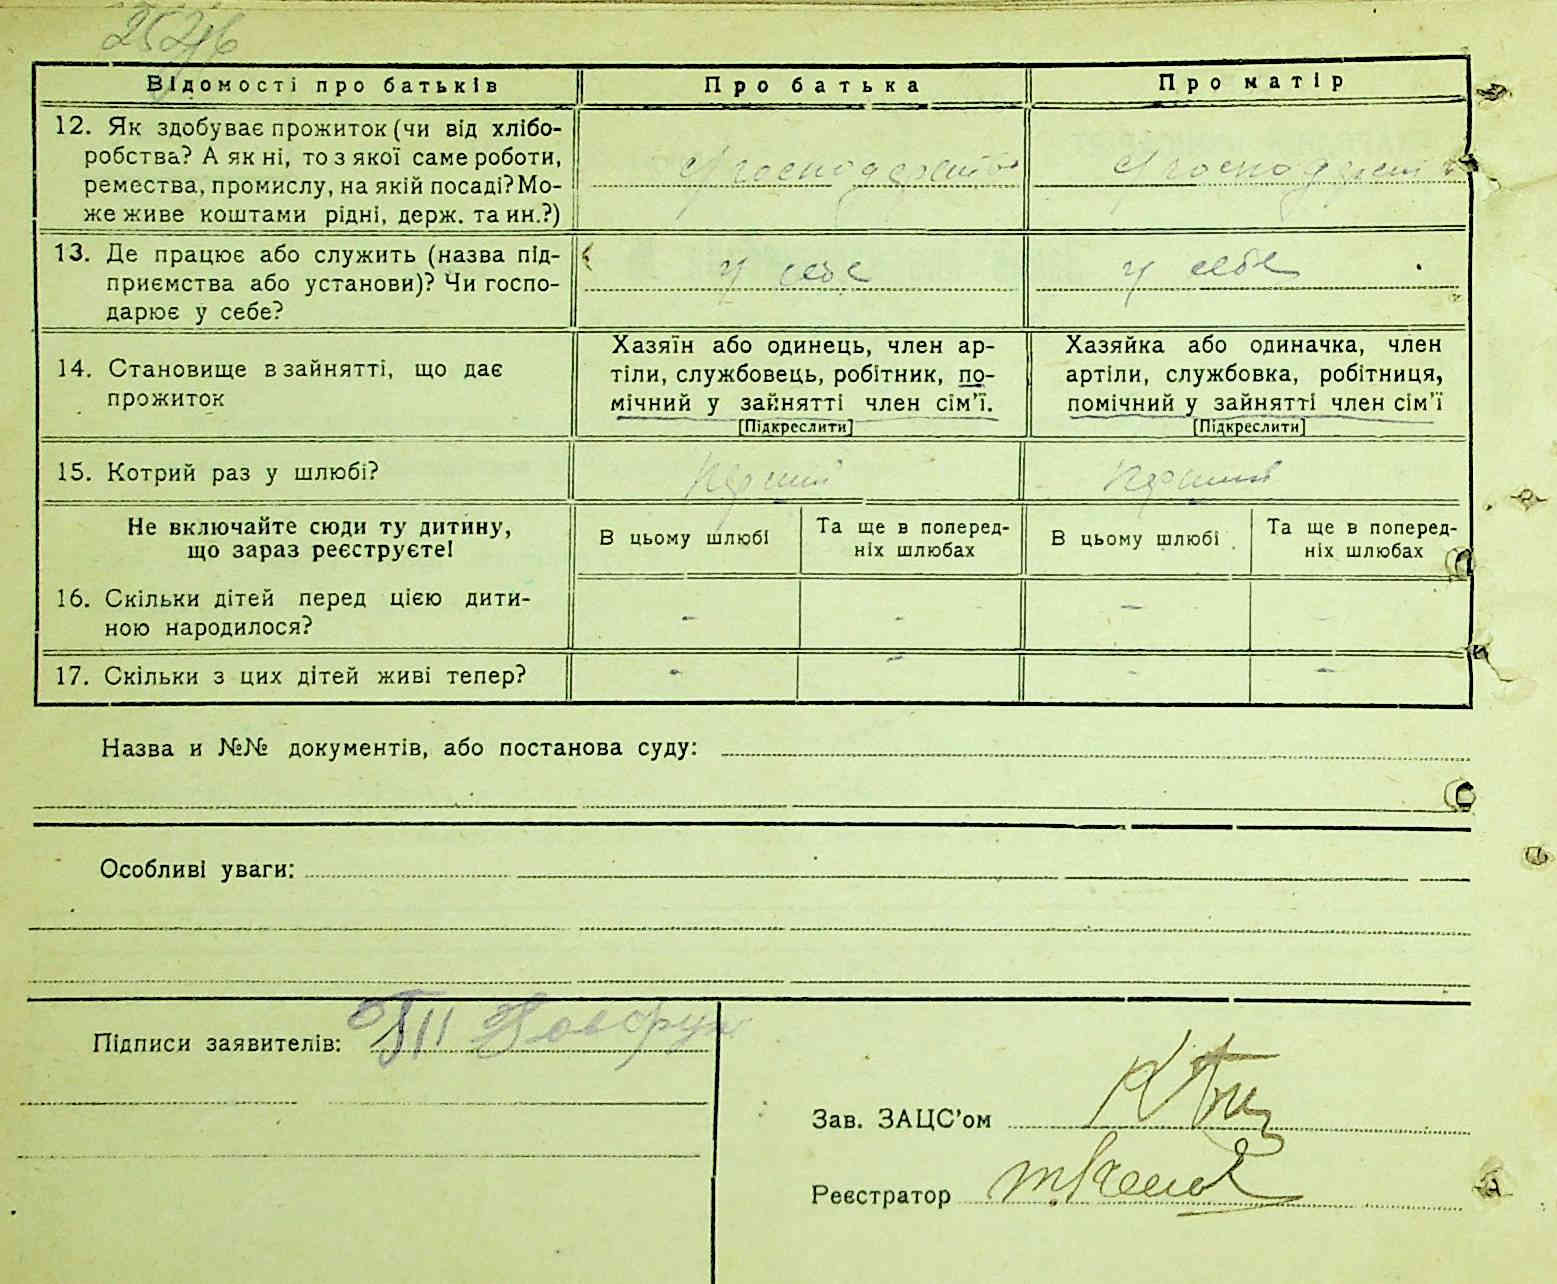 Відомості про батьків
Про батька
Про матір
12. Як здобуває прожиток (чи від хлібо-
робства? А як ні, то з якої саме роботи,
ремества, промислу, на якій посаді? Мо-
же живе коштами рідні, держ. та ин.?)
13. Де працює або служить (назва під-
приємства або установи)? Чи госпо-
дарює у себе?
у себе
у себе
14. Становище в зайнятті, що дає
прожиток
Хазяїн або одинець, член ар-
тіли, службовець, робітник, по-
мічний у зайнятті член сім’ї.
[Підкреслити]
Хазяйка або одиначка, член
артіли, службовка, робітниця,
помічний у зайнятті член сім’ї
[Підкреслити]
15. Котрий раз у шлюбі?
Не включайте сюди ту дитину,
що зараз реєструєте!
В цьому шлюбі
Та ще в поперед-
ніх шлюбах
В цьому шлюбі
Та ще в поперед-
ніх шлюбах
16. Скільки дітей перед цією дити-
ною народилося?
- - - -
17. Скільки з цих дітей живі тепер?
- - - -
Назва и №№ документів, або постанова суду:
Особливі уваги:
Підписи заявителів:
Зав. ЗАЦС’ом
Реєстратор